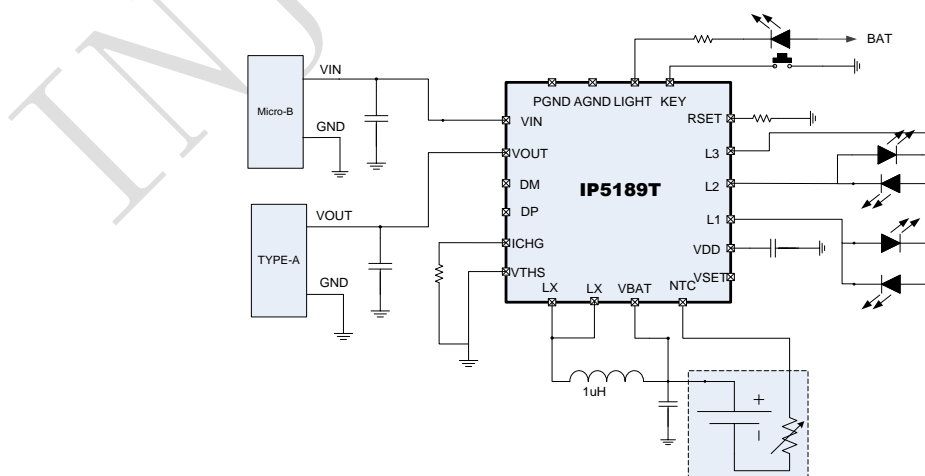 BAT
VIN
Micro-B
GND
PGND AGND LIGHT KEY
VIN
RSET
VOUT
L3
DM
IP5189T
L2
DP
VOUT
L1
TYPE-A
ICHG
VDD
GND
VTHS
VSET
LX LX VBAT NTC
1uH
+
−
INJ